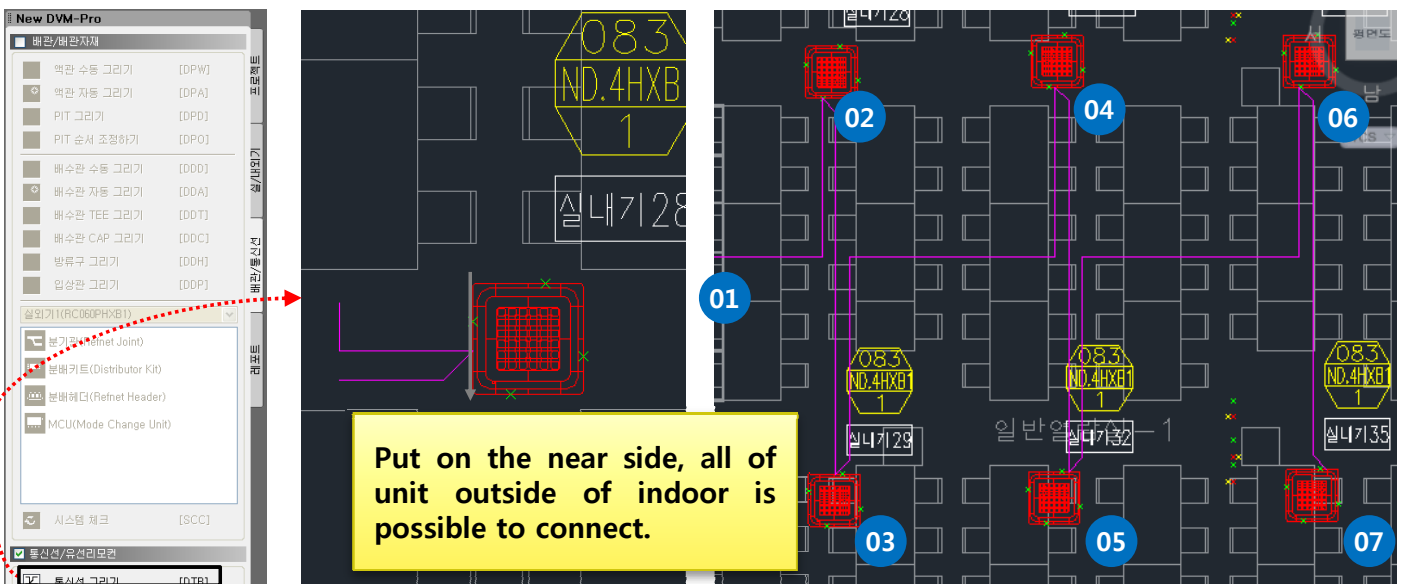 New DVM-Pro
배관/배관자재
액관 수동 그리기 [DPW]
액관 자동 그리기 [DPA]
PIT 그리기 [DPD]
PIT 순서 조정하기 [DPO]
배수관 수동 그리기 [DDD]
배수관 자동 그리기 [DDA]
배수관 TEE 그리기 [DDT]
배수관 CAP 그리기 [DDC]
방류구 그리기 [DDH]
입상관 그리기 [DDP]
실외기1(RC060PHXB1)
분기관(Refnet Joint)
분배키트(Distributor Kit)
분배헤더(Refnet Header)
MCU(Mode Change Unit)
시스템 체크 [SCC]
통신선/유선리모컨
통신선 그리기 [DTB]
프로젝트
실/내외기
배관/통신선
리포트
083
ND.4HXB
1
실내기28
Put on the near side, all of
unit outside of indoor is
possible to connect.
실내기28
서
평면도
남
02
04
06
01
083
ND.4HXB1
1
실내기29
083
ND.4HXB1
1
실내기32
083
ND.4HXB1
1
실내기35
03
05
07